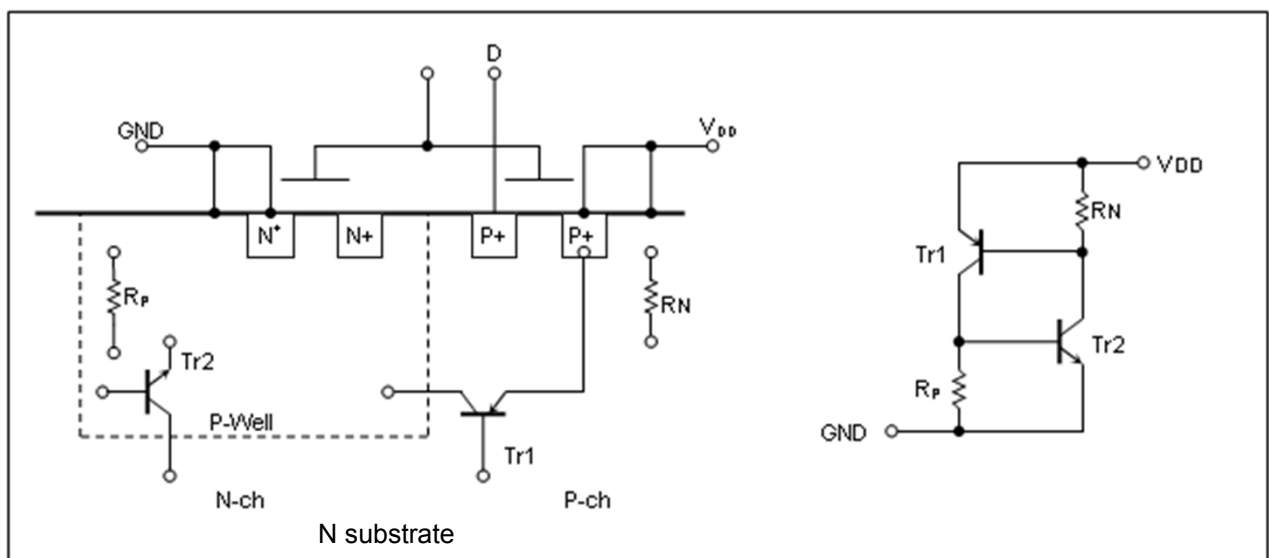 D
GND
VDD
N+
N+
P+
P+
RP
RN
Tr2
P-Well
Tr1
N-ch
P-ch
N substrate
VDD
RN
Tr1
Tr2
RP
GND